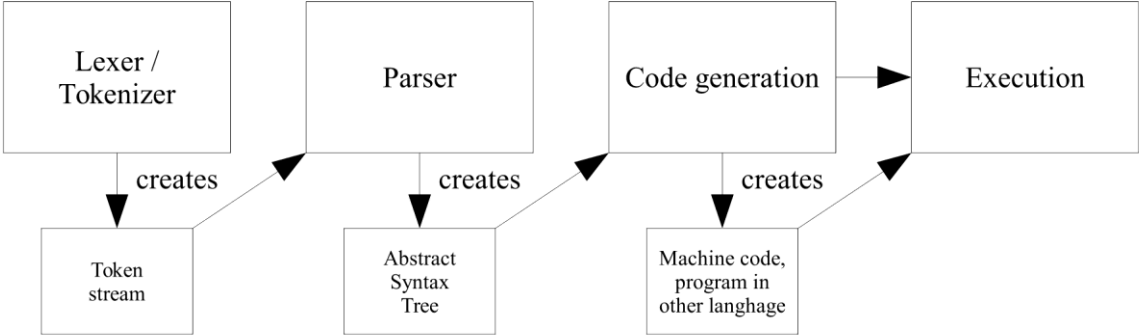 Lexer /
Tokenizer
Parser
Code generation
Execution
creates
creates
creates
Token
stream
Abstract
Syntax
Tree
Machine code,
program in
other langhage